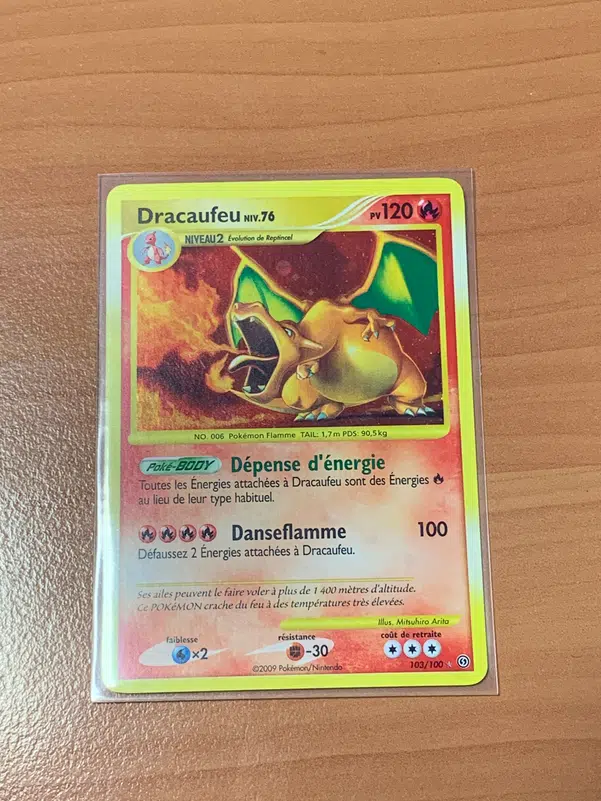 Dracaufeu NIV.76
PV 120
NIVEAU 2 Évolution de Reptincel
NO. 006 Pokémon Flamme TAIL: 1,7m PDS: 90,5kg
Poké-BODY Dépense d'énergie
Toutes les Énergies attachées à Dracaufeu sont des Énergies
au lieu de leur type habituel.
Danseflamme 100
Défaussez 2 Énergies attachées à Dracaufeu.
Ses ailes peuvent le faire voler à plus de 1 400 mètres d'altitude.
Ce POKÉMON crache du feu à des températures très élevées.
Illus. Mitsuhiro Arita
faiblesse résistance coût de retraite
×2 -30
©2009 Pokémon/Nintendo 103/100